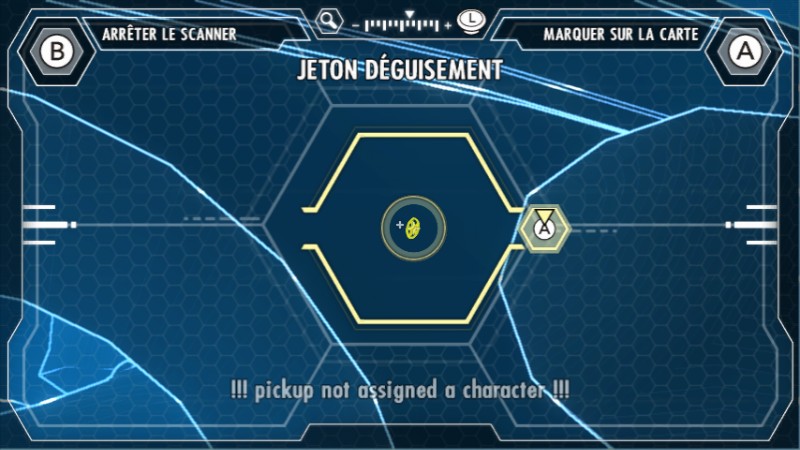 B
ARRÊTER LE SCANNER
- + L
MARQUER SUR LA CARTE
A
JETON DÉGUISEMENT
A
!!! pickup not assigned a character !!!